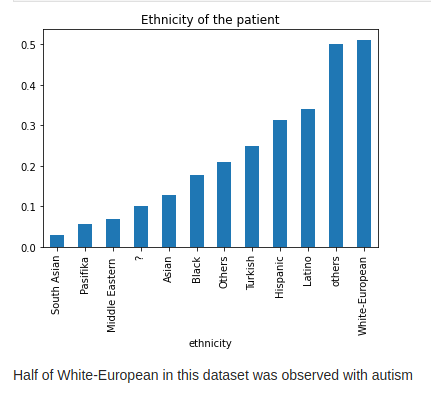 Ethnicity of the patient
0.5
0.4
0.3
0.2
0.1
0.0
South Asian
Pasifika
Middle Eastern
?
Asian
Black
Others
Turkish
Hispanic
Latino
others
White-European
ethnicity
Half of White-European in this dataset was observed with autism